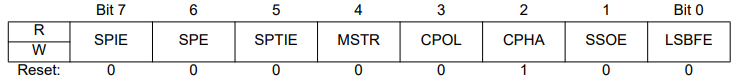 Bit 7 6 5 4 3 2 1 Bit 0
R
W
SPIE SPE SPTIE MSTR CPOL CPHA SSOE LSBFE
Reset: 0 0 0 0 0 1 0 0